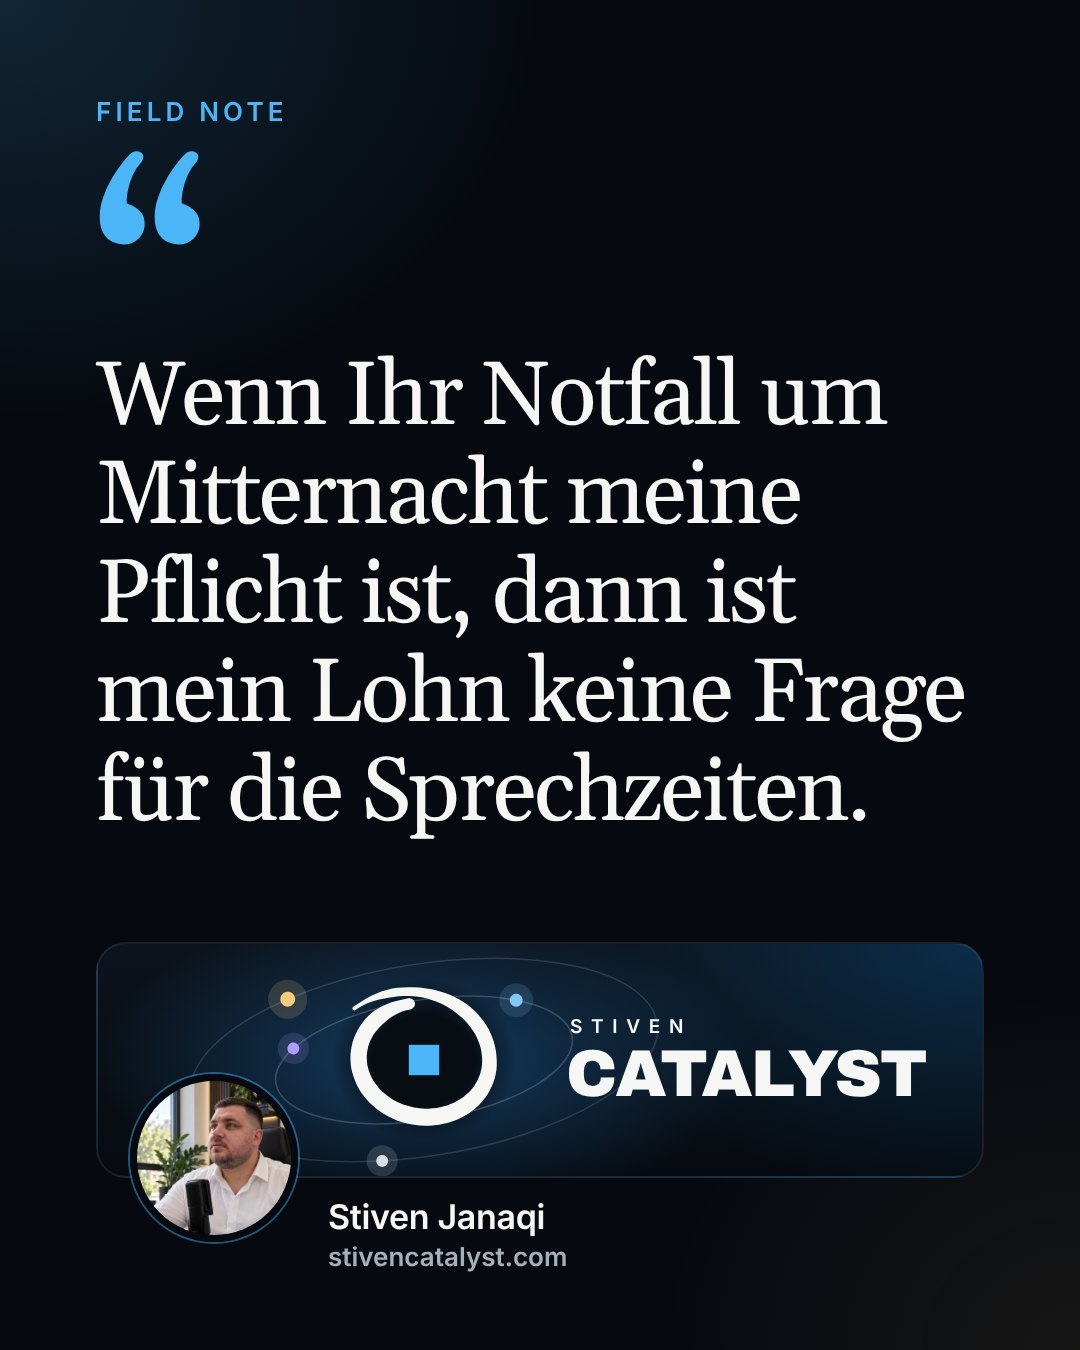 FIELD NOTE
“
Wenn Ihr Notfall um
Mitternacht meine
Pflicht ist, dann ist
mein Lohn keine Frage
für die Sprechzeiten.
STIVEN
CATALYST
Stiven Janaqi
stivencatalyst.com